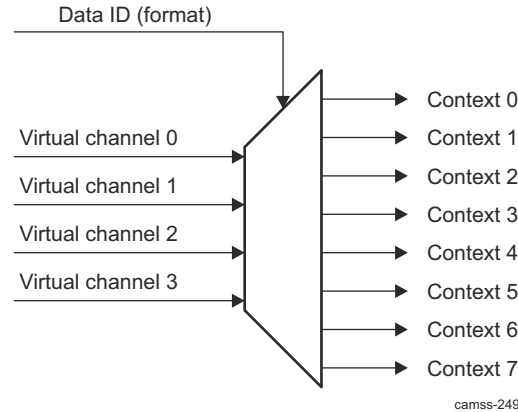 Data ID (format)
Virtual channel 0
Virtual channel 1
Virtual channel 2
Virtual channel 3
Context 0
Context 1
Context 2
Context 3
Context 4
Context 5
Context 6
Context 7
camss-249